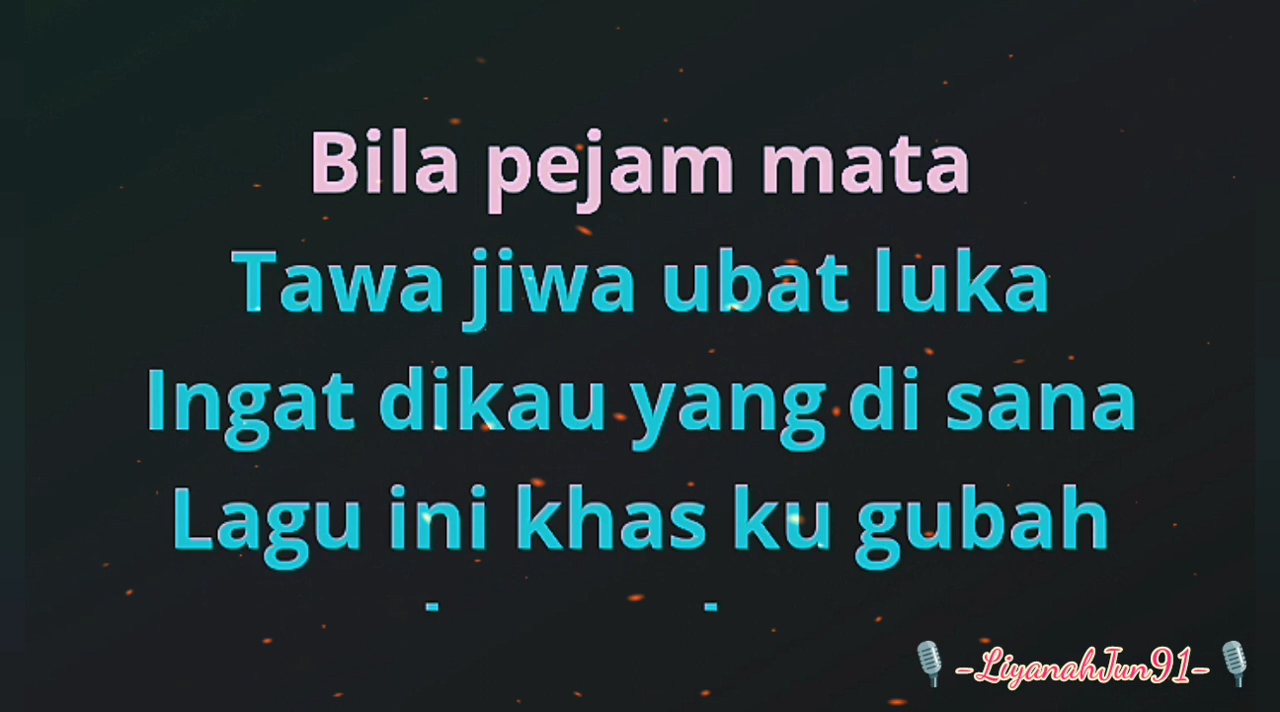 Bila pejam mata
Tawa jiwa ubat luka
Ingat dikau yang di sana
Lagu ini khas ku gubah
-LiyanahJun91-